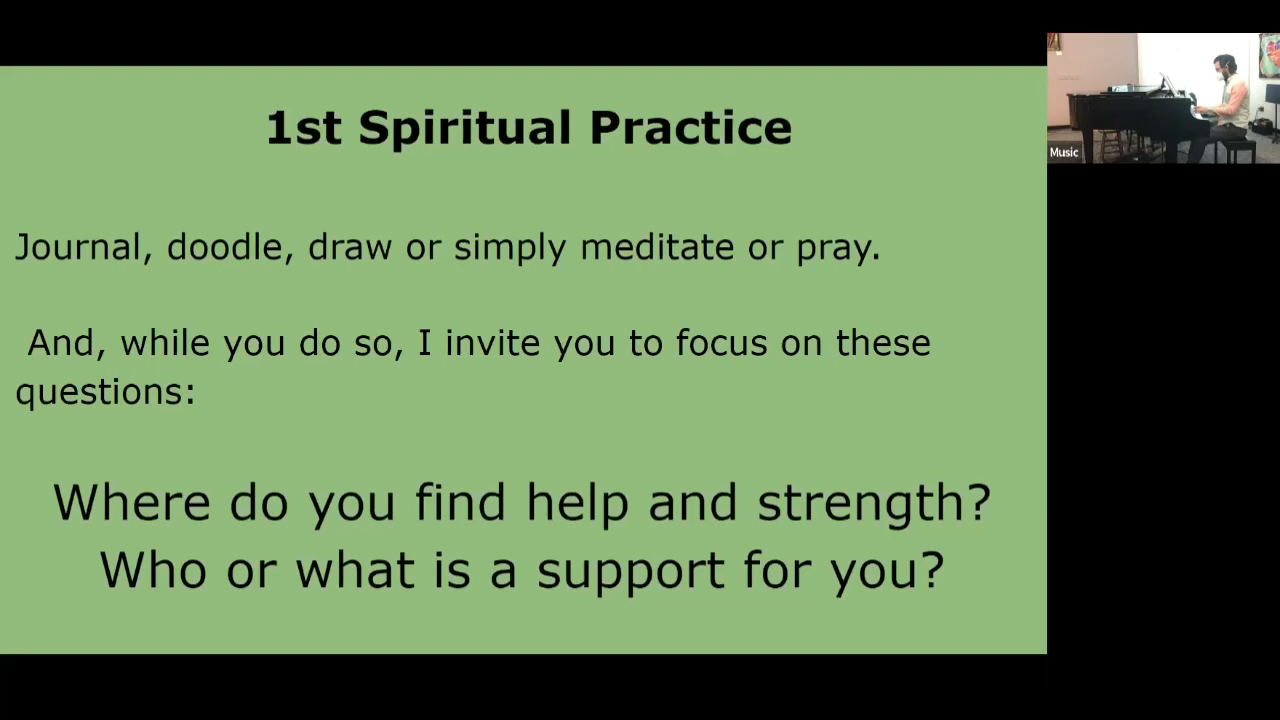 1st Spiritual Practice
Journal, doodle, draw or simply meditate or pray.
And, while you do so, I invite you to focus on these
questions:
Where do you find help and strength?
Who or what is a support for you?
Music